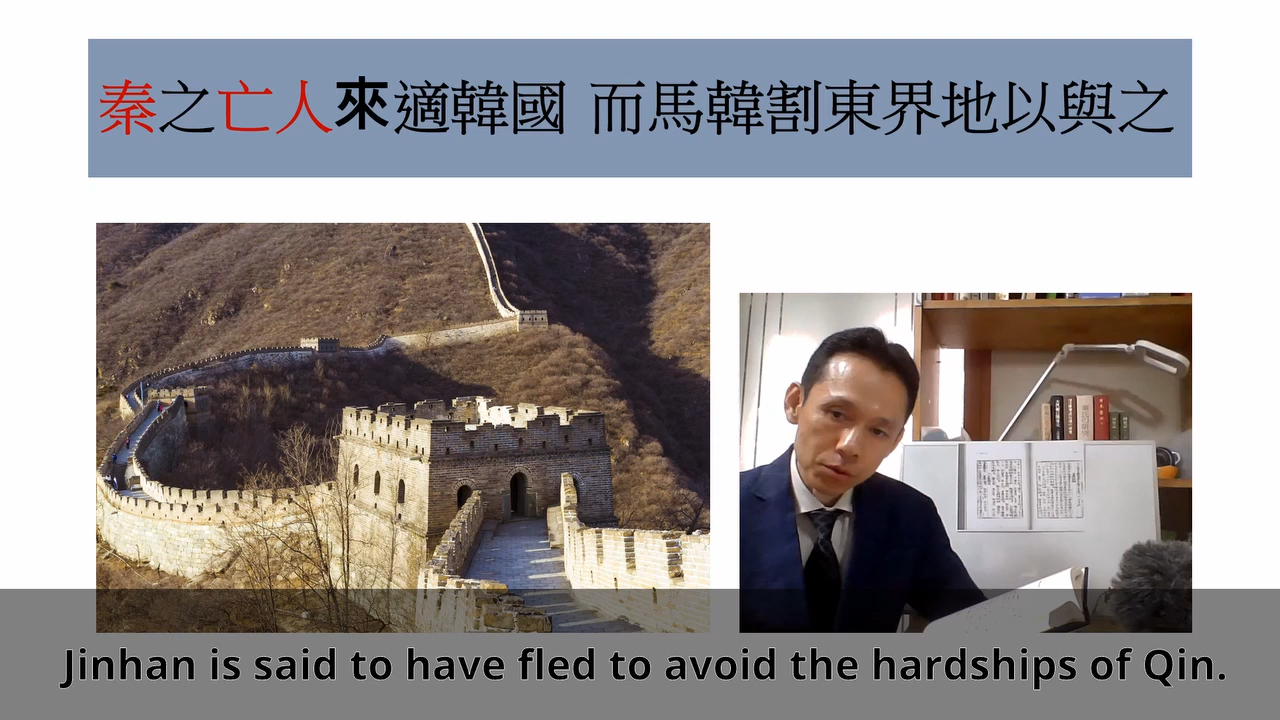 秦之亡人來適韓國 而馬韓割東界地以與之
Jinhan is said to have fled to avoid the hardships of Qin.